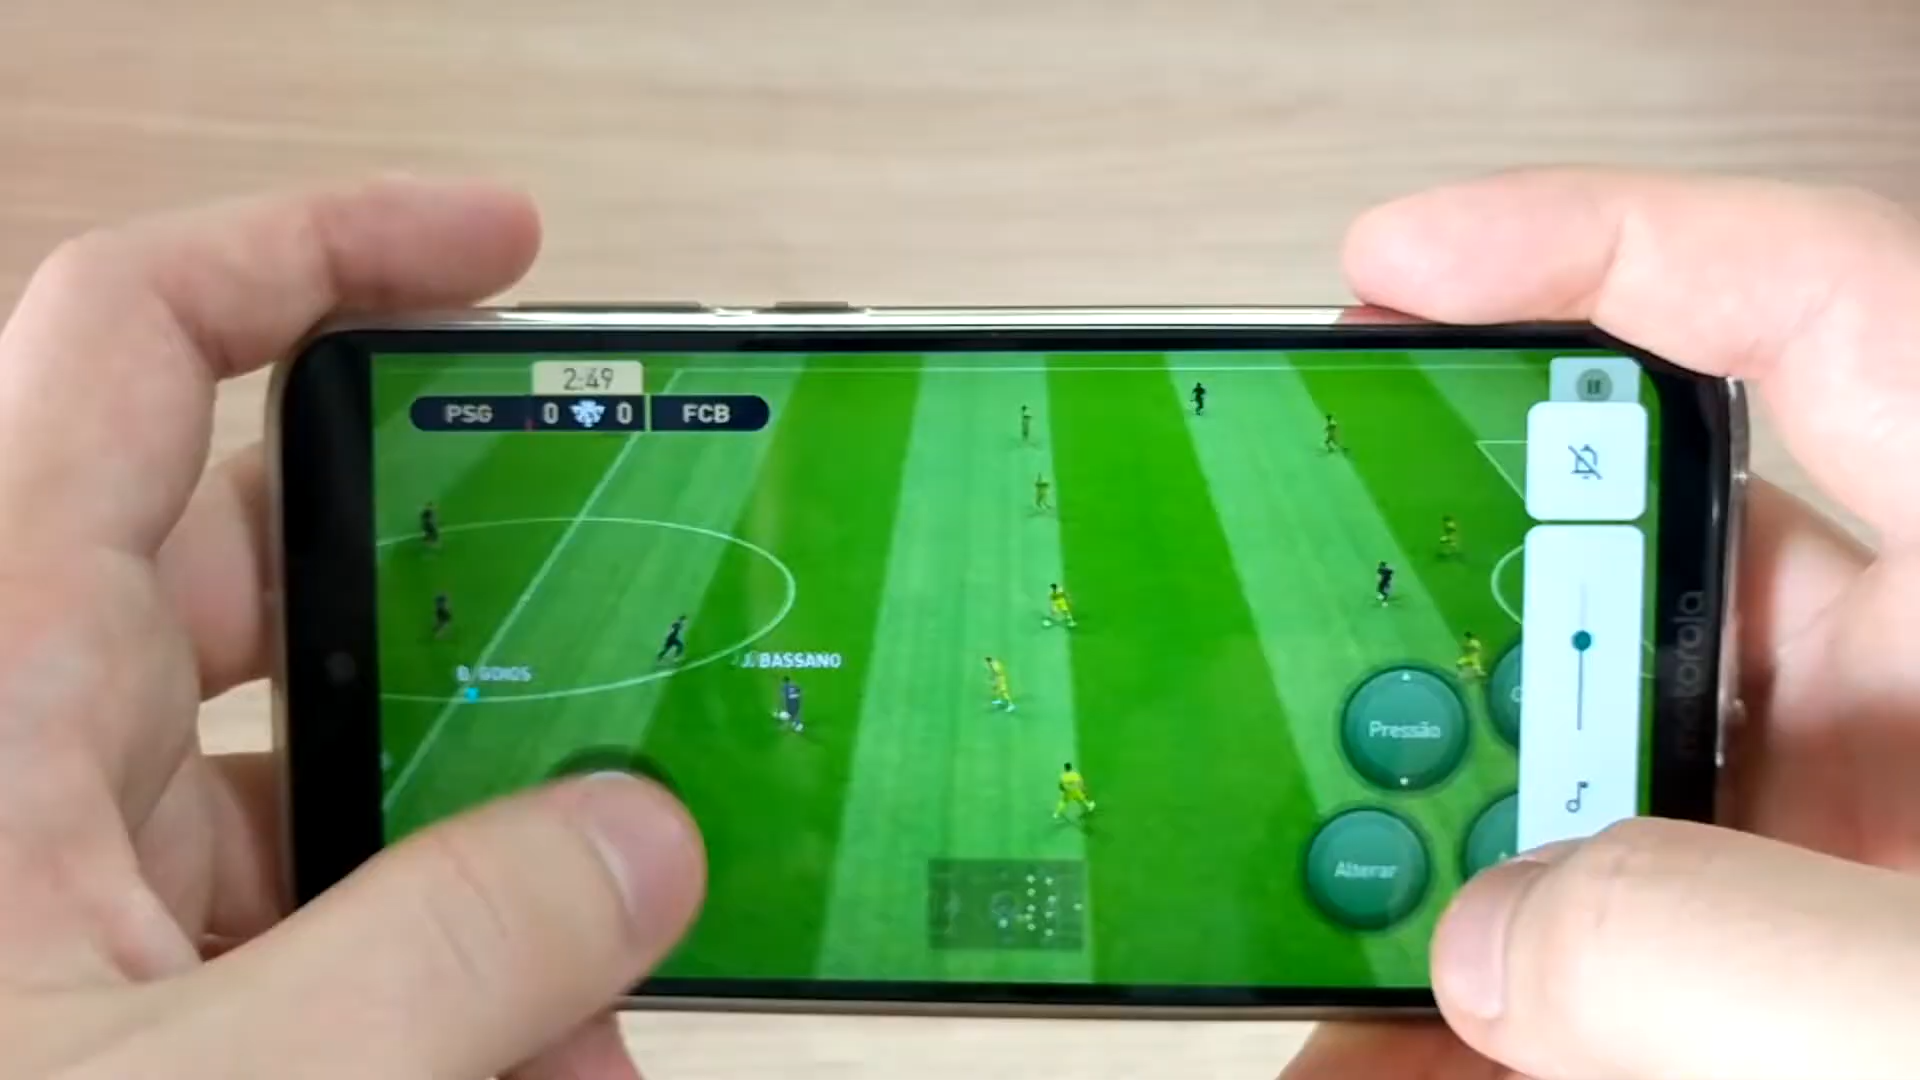 2:49
PSG 0 0 FCB
J. BASSANO
Pressão
Alterar
motorola